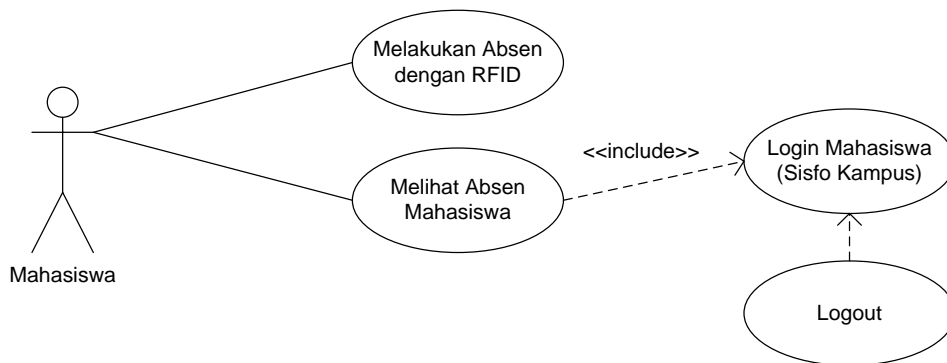 Melakukan Absen
dengan RFID
<<include>>
Login Mahasiswa
(Sisfo Kampus)
Melihat Absen
Mahasiswa
Mahasiswa
Logout